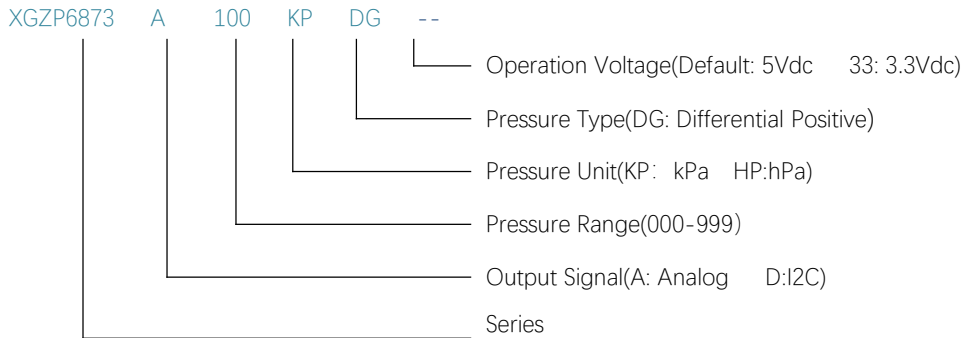 XGZP6873 A 100 KP DG --
Operation Voltage(Default: 5Vdc 33: 3.3Vdc)
Pressure Type(DG: Differential Positive)
Pressure Unit(KP： kPa HP:hPa)
Pressure Range(000-999）
Output Signal(A: Analog D:I2C)
Series